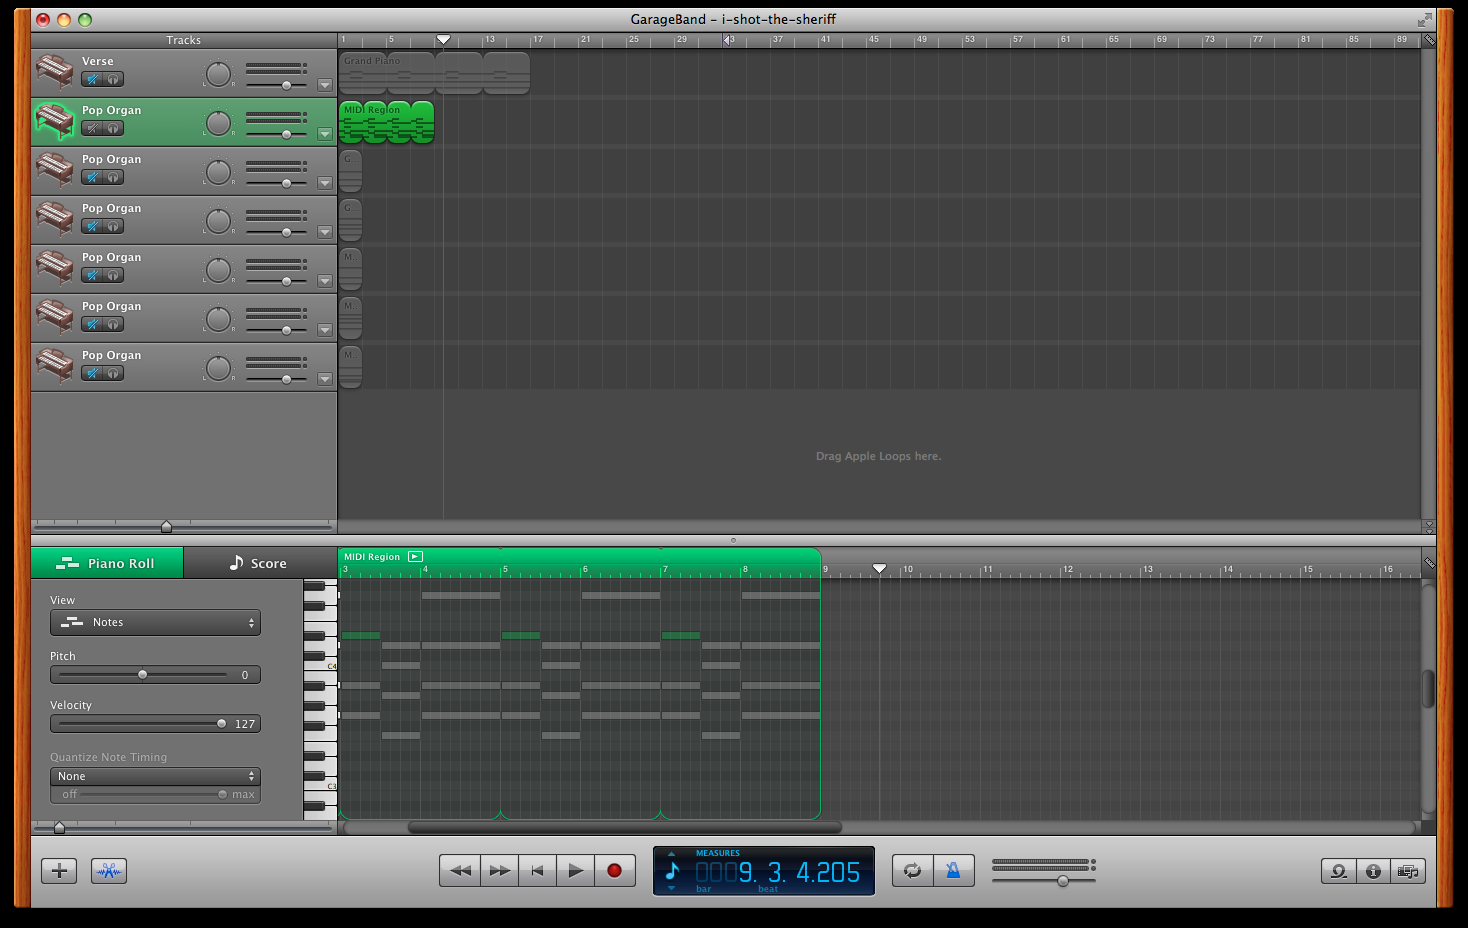 GarageBand – i-shot-the-sheriff
Tracks
1 5 13 17 21 25 29 3 37 41 45 49 53 57 61 65 69 73 77 81 85 89
Verse
Grand Piano
L R
Pop Organ
MIDI Region
L R
Pop Organ
G
L R
Pop Organ
G
L R
Pop Organ
M..
L R
Pop Organ
M..
L R
Pop Organ
M..
L R
Drag Apple Loops here.
Piano Roll
Score
MIDI Region
3 4 5 6 7 8 9 10 11 12 13 14 15 16
View
Notes
Pitch
0
Velocity
127
Quantize Note Timing
None
off max
C4
C3
MEASURES
0009. 3. 4.205
bar beat